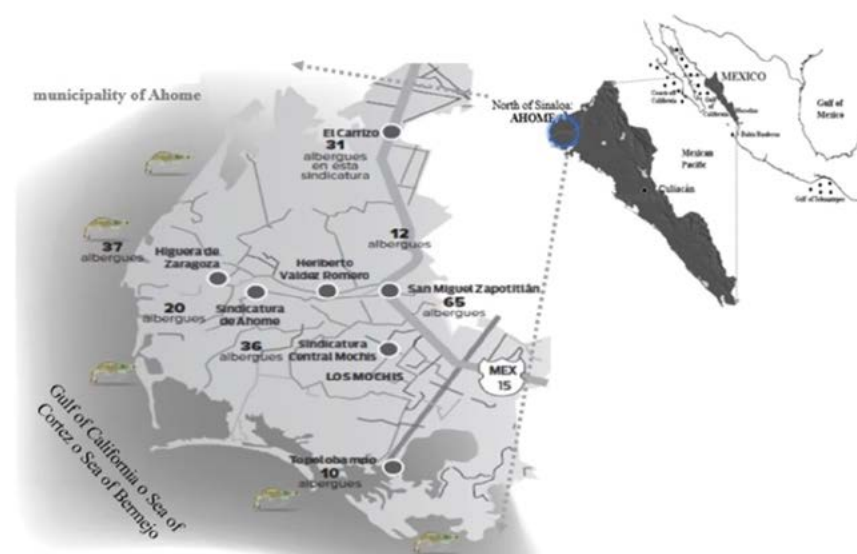 municipality of Ahome
El Carrizo
31
albergues
en esta
sindicatura
37
albergues
12
albergues
Higuera de
Zaragoza
Heriberto
Valdez Romero
San Miguel Zapotitlán
65
albergues
20
albergues
Sindicatura
de Ahome
36
albergues
Sindicatura
Central Mochis
LOS MOCHIS
MEX
15
Topolobampo
10
albergues
Gulf of California o Sea of
Cortez o Sea of Bermejo
North of Sinaloa:
AHOME
MEXICO
Gulf of
California
Gulf
of
Mexico
Mexican
Pacific
Culiacán
Gulf of Tehuantepec